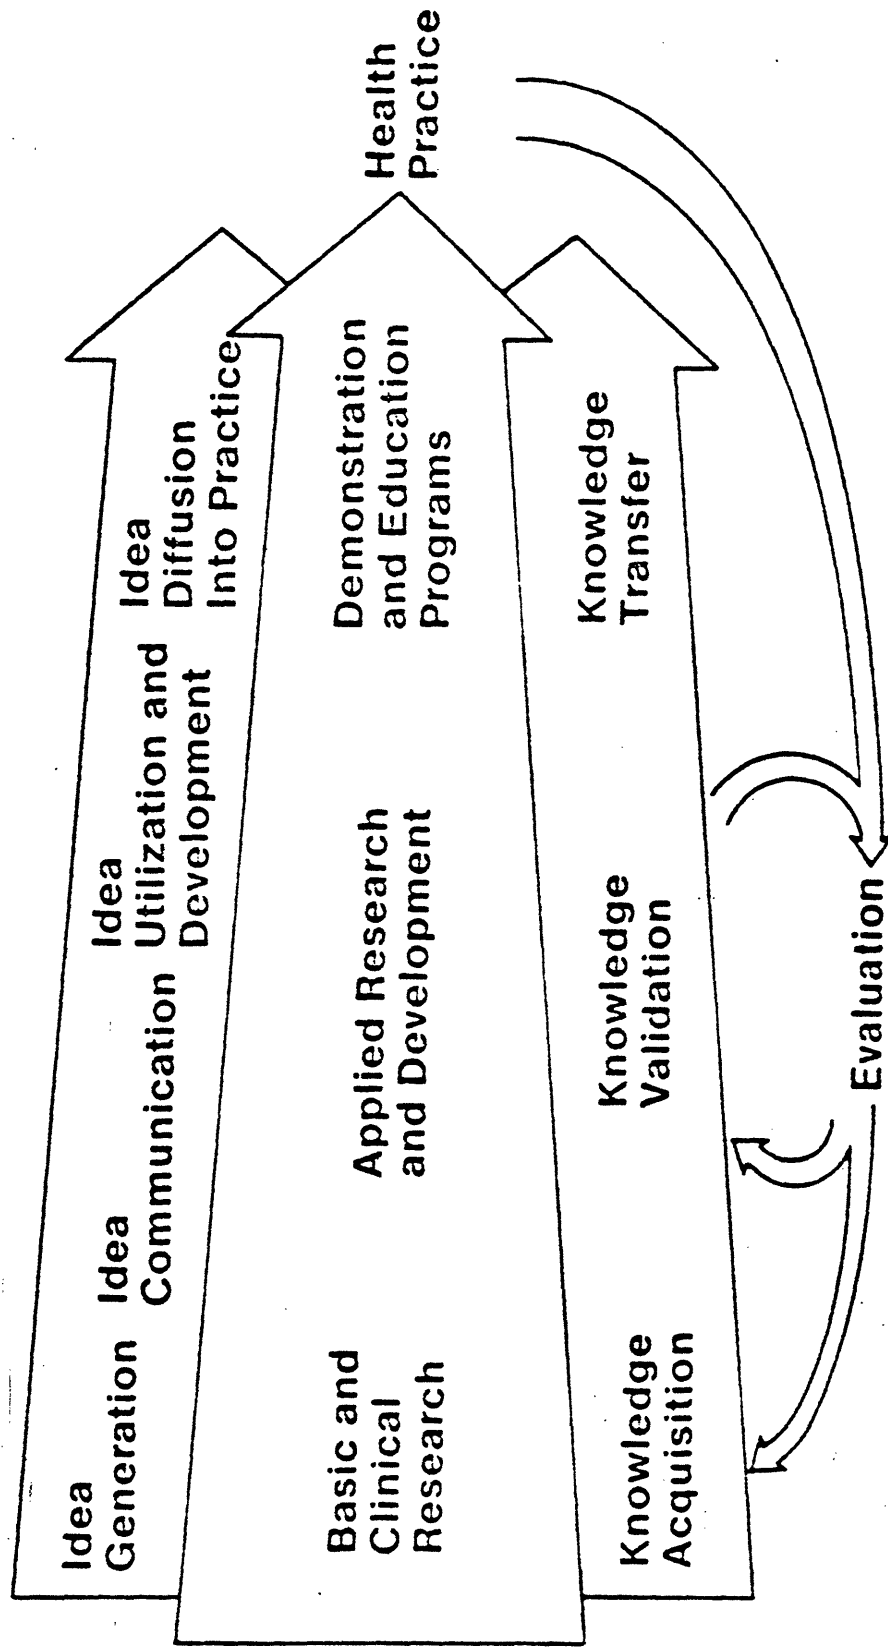 Idea
Generation
Idea
Communication
Idea
Utilization and
Development
Idea
Diffusion
Into Practice
Basic and
Clinical
Research
Applied Research
and Development
Demonstration
and Education
Programs
Health
Practice
Knowledge
Acquisition
Knowledge
Validation
Knowledge
Transfer
Evaluation